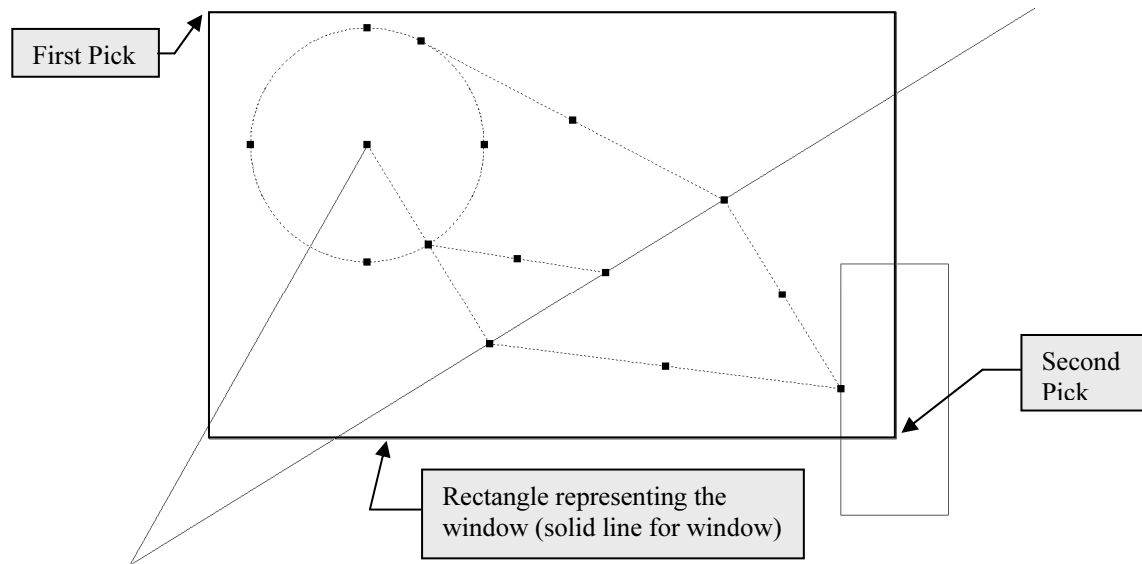 First Pick
Second
Pick
Rectangle representing the
window (solid line for window)